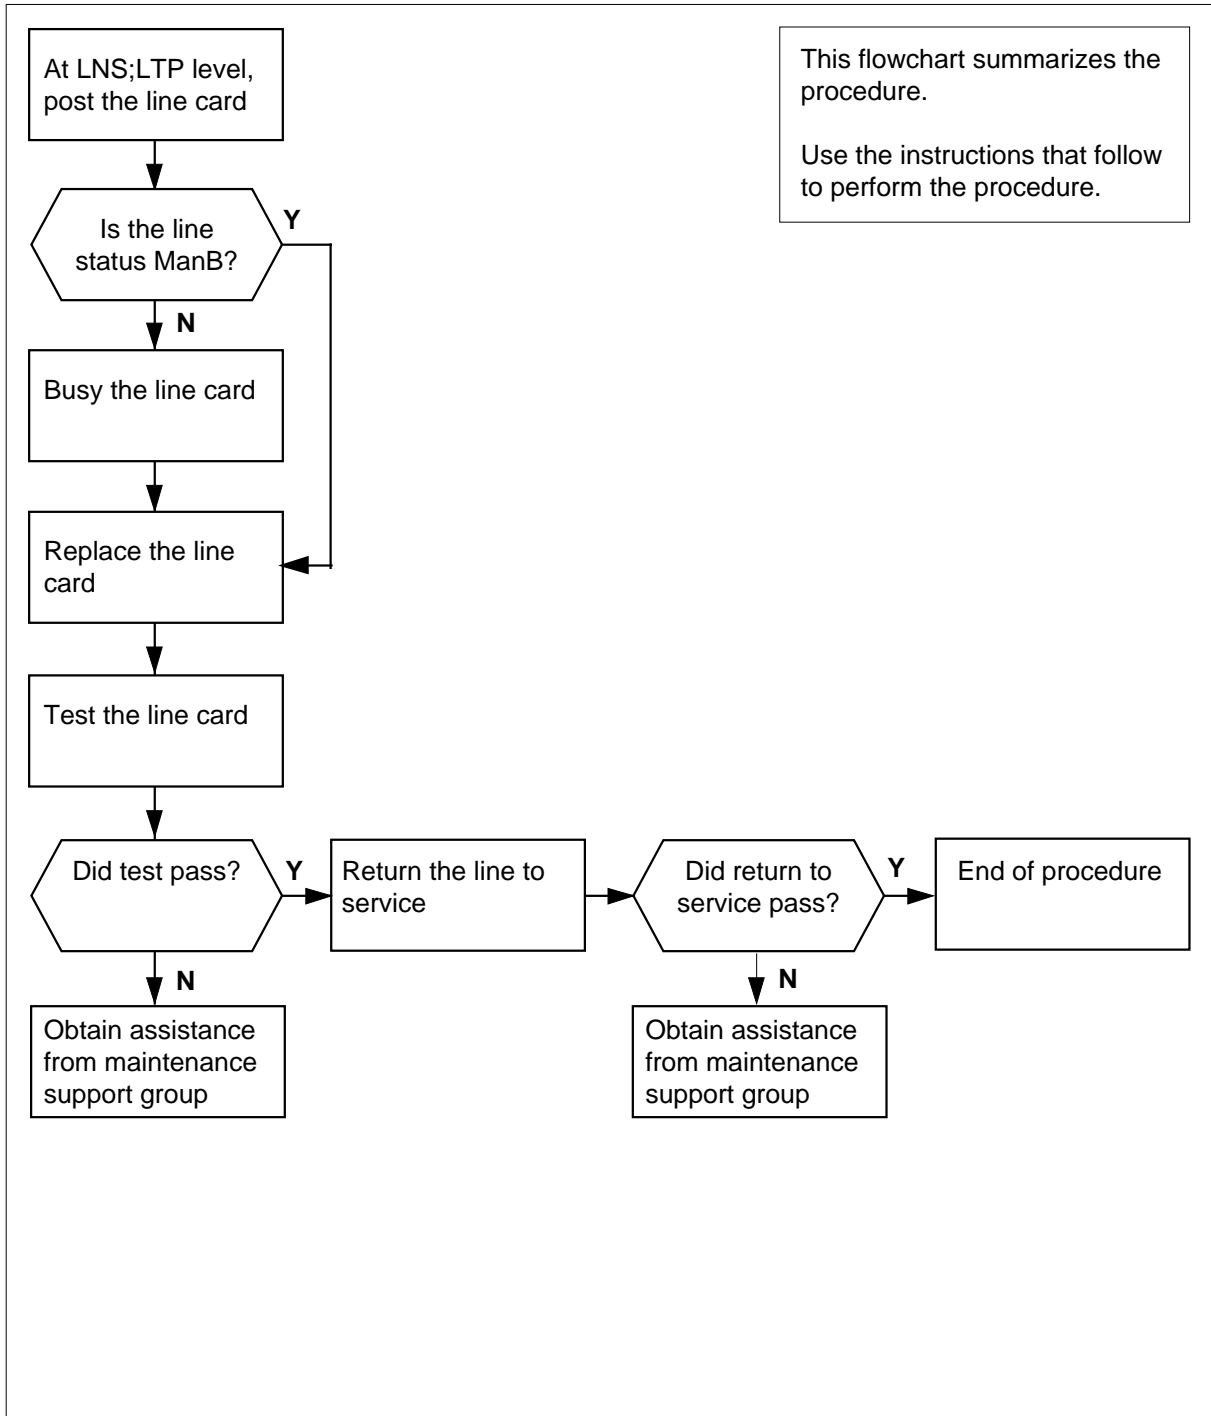 At LNS;LTP level,
post the line card
This flowchart summarizes the
procedure.
Use the instructions that follow
to perform the procedure.
Is the line
status ManB?
Y
N
Busy the line card
Replace the line
card
Test the line card
Did test pass?
Y
Return the line to
service
Did return to
service pass?
Y
End of procedure
N
N
Obtain assistance
from maintenance
support group
Obtain assistance
from maintenance
support group